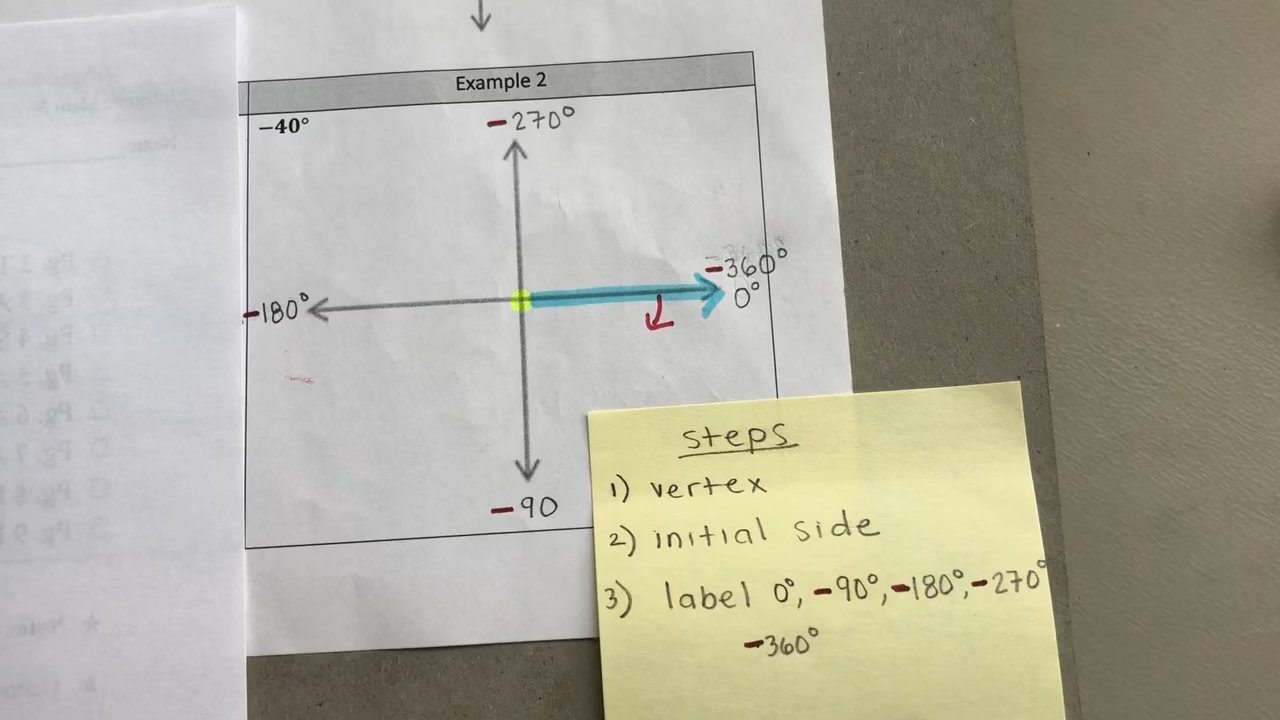 Example 2
−40°
-270°
-360°
0°
-180°
-90
steps
1) vertex
2) initial side
3) label 0°, -90°, -180°, -270°
-360°